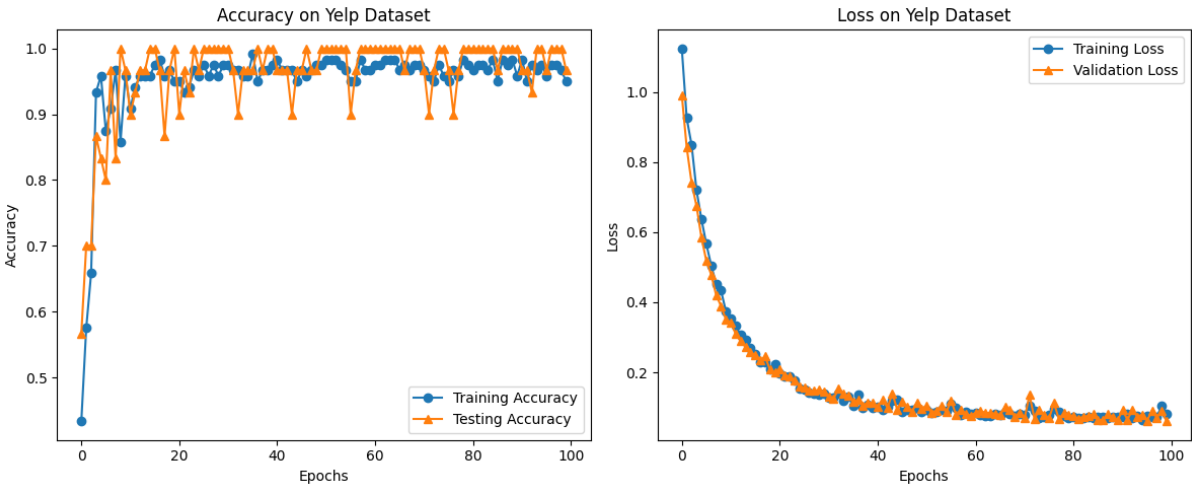 Accuracy on Yelp Dataset
1.0
0.9
0.8
0.7
0.6
0.5
Accuracy
0
20
40
60
80
100
Epochs
Training Accuracy
Testing Accuracy
Loss on Yelp Dataset
1.0
0.8
0.6
0.4
0.2
Loss
0
20
40
60
80
100
Epochs
Training Loss
Validation Loss